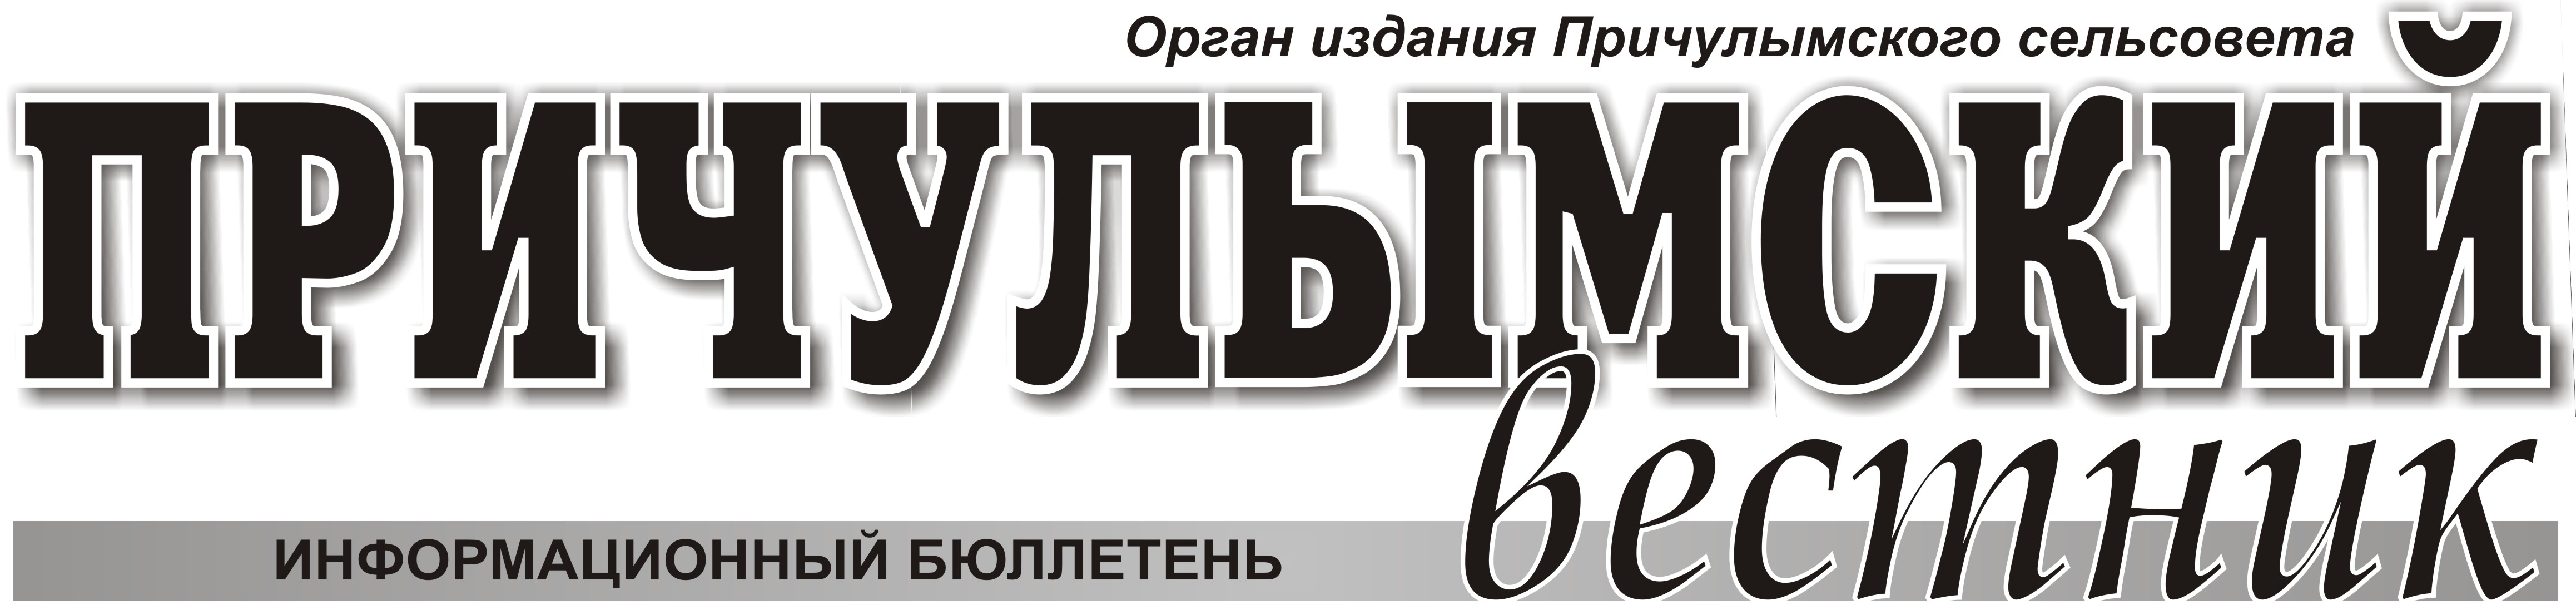 Орган издания Причулымского сельсовета
ПРИЧУЛЫМСКИЙ
вестник
ИНФОРМАЦИОННЫЙ БЮЛЛЕТЕНЬ